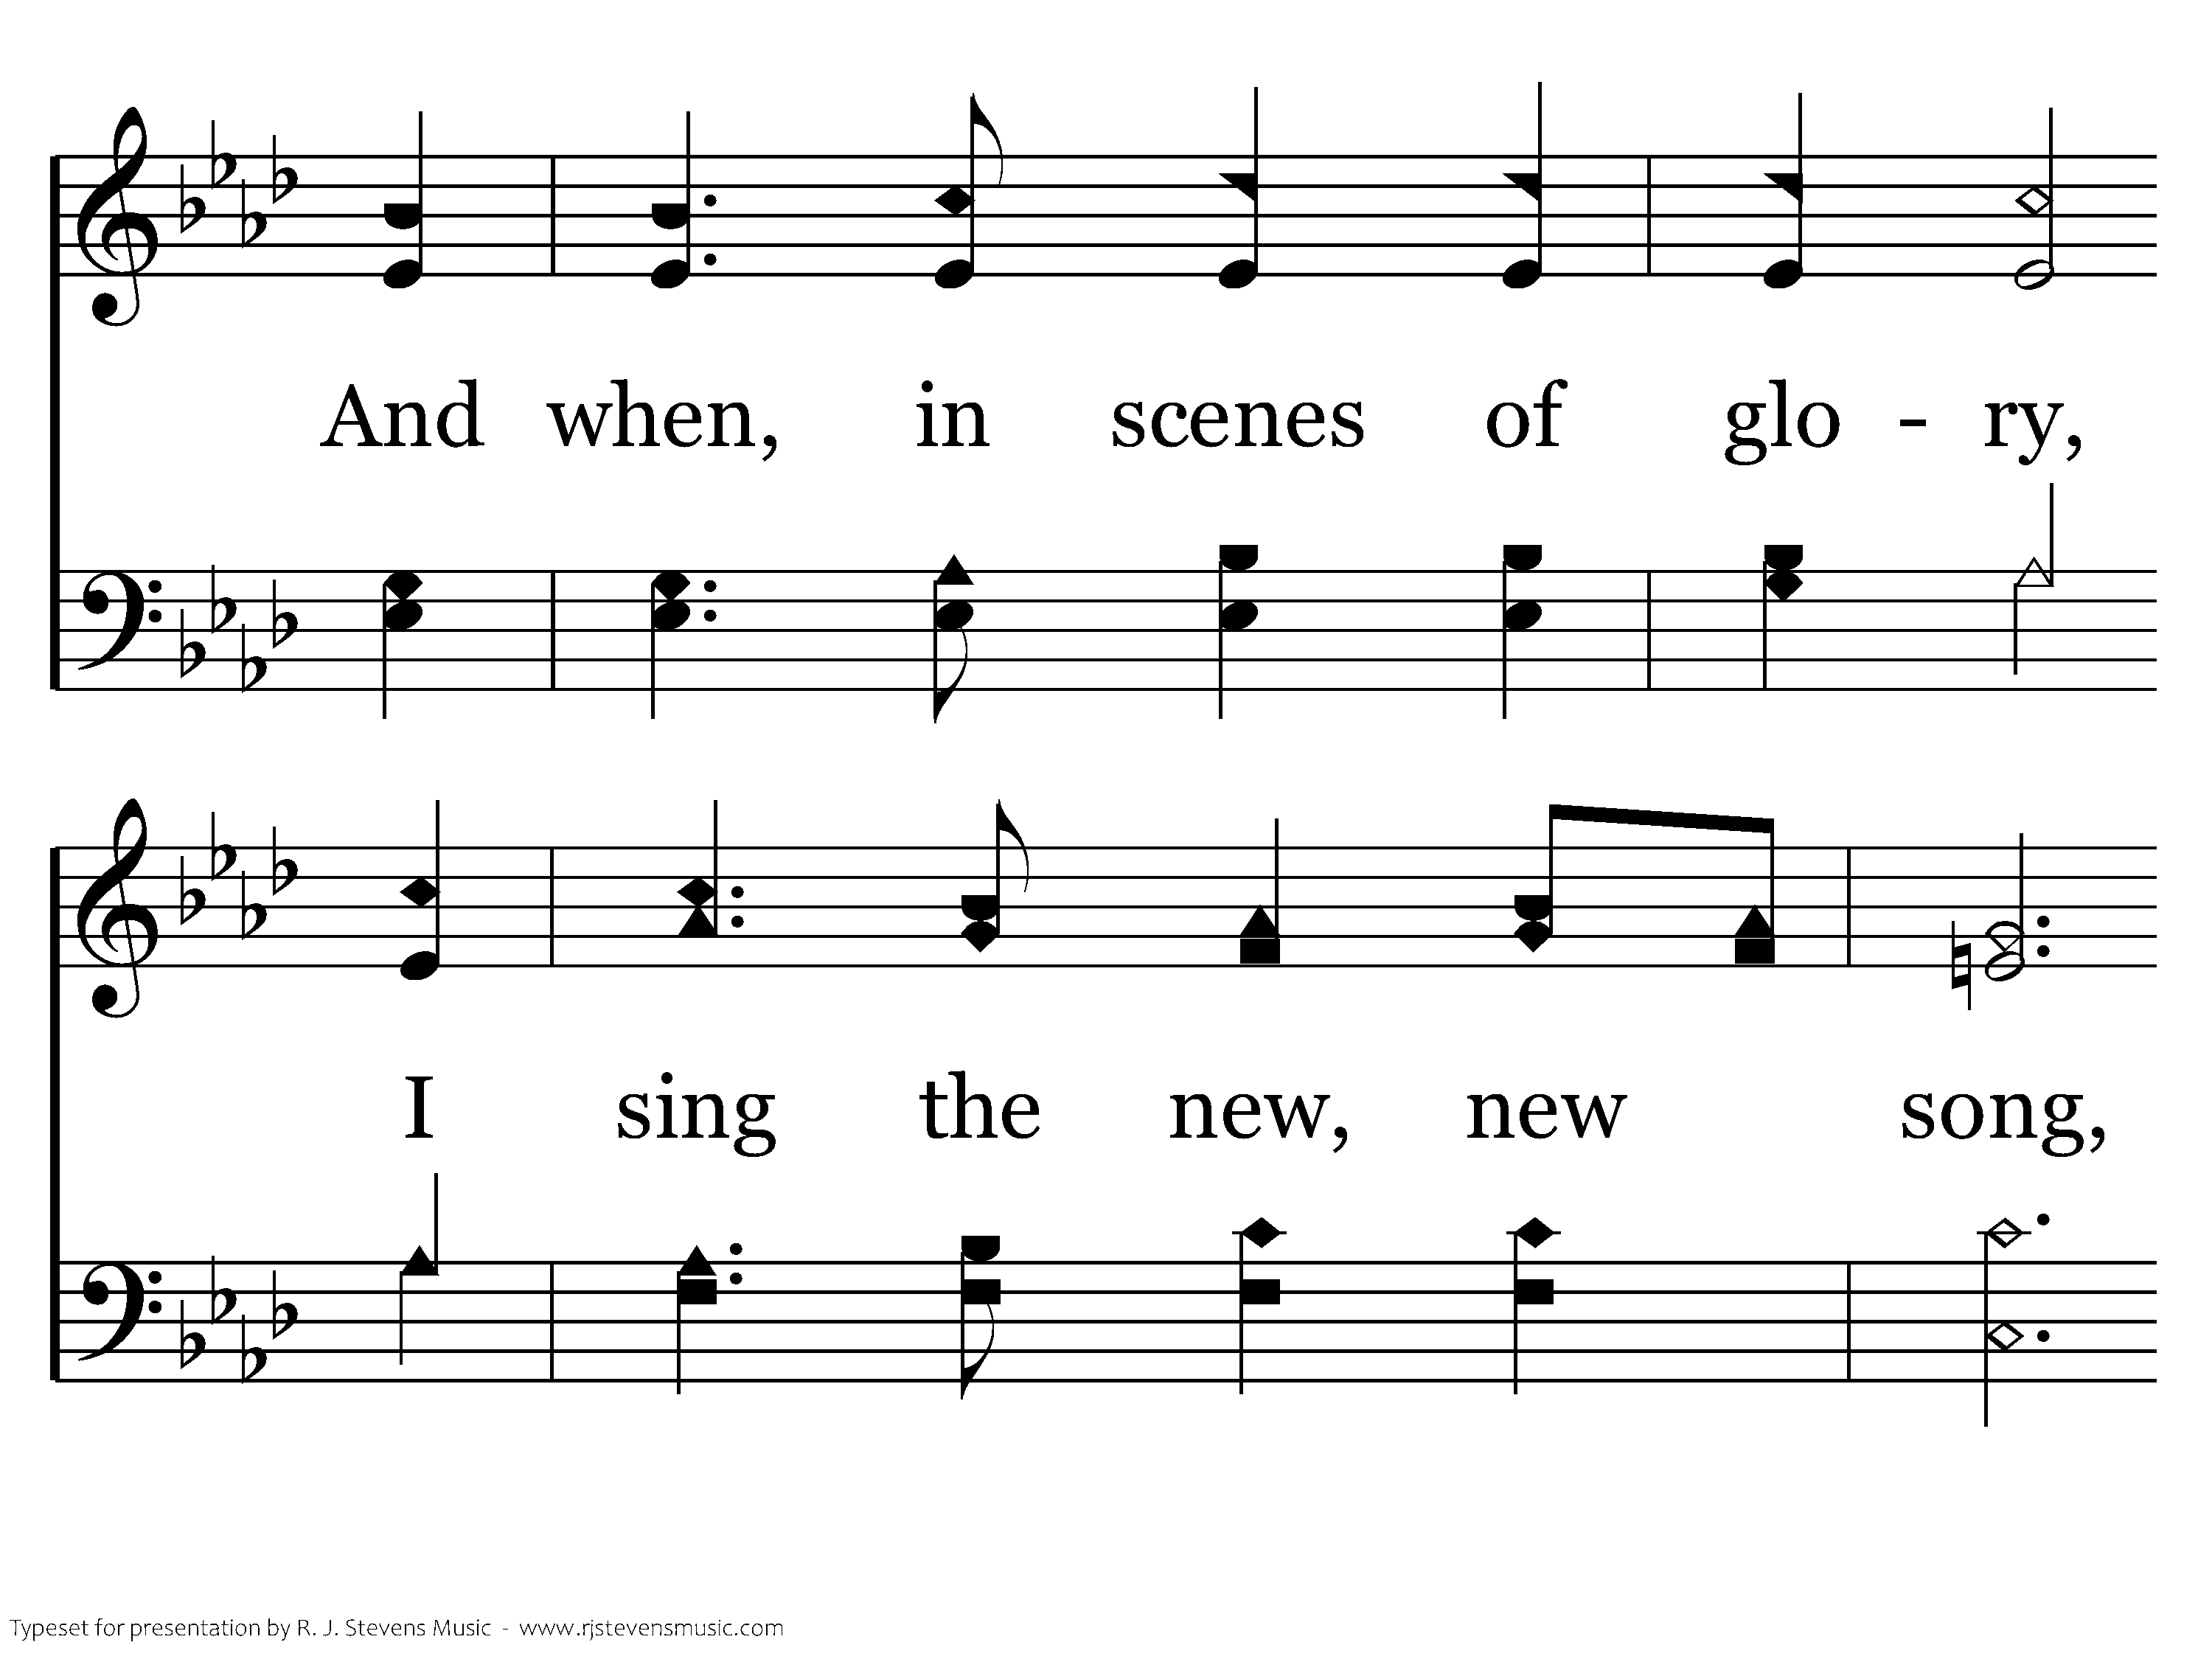 And when, in scenes of glo - ry,
I sing the new, new song,
Typeset for presentation by R. J. Stevens Music - www.rjstevensmusic.com